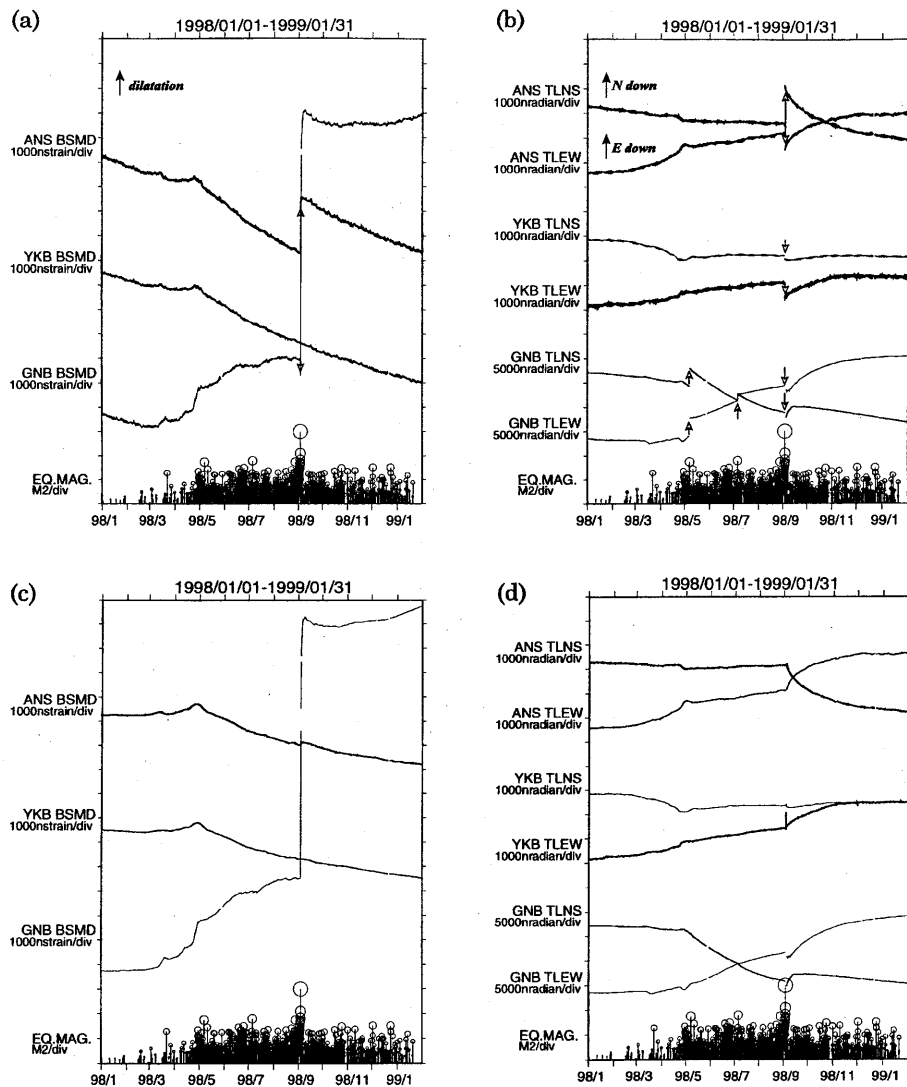 (a)
1998/01/01-1999/01/31
dilatation
ANS BSMD
1000nstrain/div
YKB BSMD
1000nstrain/div
GNB BSMD
1000nstrain/div
EQ.MAG.
M2/div
98/1 98/3 98/5 98/7 98/9 98/11 99/1
(b)
1998/01/01-1999/01/31
N down
ANS TLNS
1000nradian/div
E down
ANS TLEW
1000nradian/div
YKB TLNS
1000nradian/div
YKB TLEW
1000nradian/div
GNB TLNS
5000nradian/div
GNB TLEW
5000nradian/div
EQ.MAG.
M2/div
98/1 98/3 98/5 98/7 98/9 98/11 99/1
(c)
1998/01/01-1999/01/31
ANS BSMD
1000nstrain/div
YKB BSMD
1000nstrain/div
GNB BSMD
1000nstrain/div
EQ.MAG.
M2/div
98/1 98/3 98/5 98/7 98/9 98/11 99/1
(d)
1998/01/01-1999/01/31
ANS TLNS
1000nradian/div
ANS TLEW
1000nradian/div
YKB TLNS
1000nradian/div
YKB TLEW
1000nradian/div
GNB TLNS
5000nradian/div
GNB TLEW
5000nradian/div
EQ.MAG.
M2/div
98/1 98/3 98/5 98/7 98/9 98/11 99/1